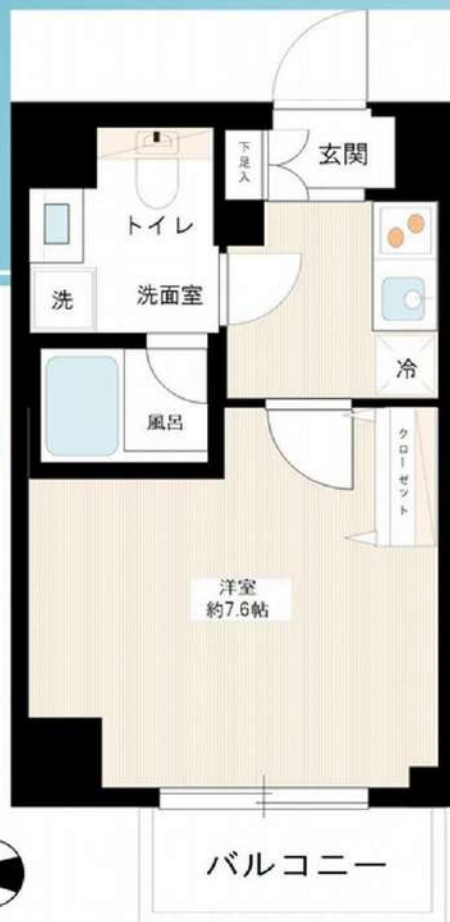 下足入
玄関
トイレ
洗
洗面室
冷
風呂
クローゼット
洋室
約7.6帖
バルコニー